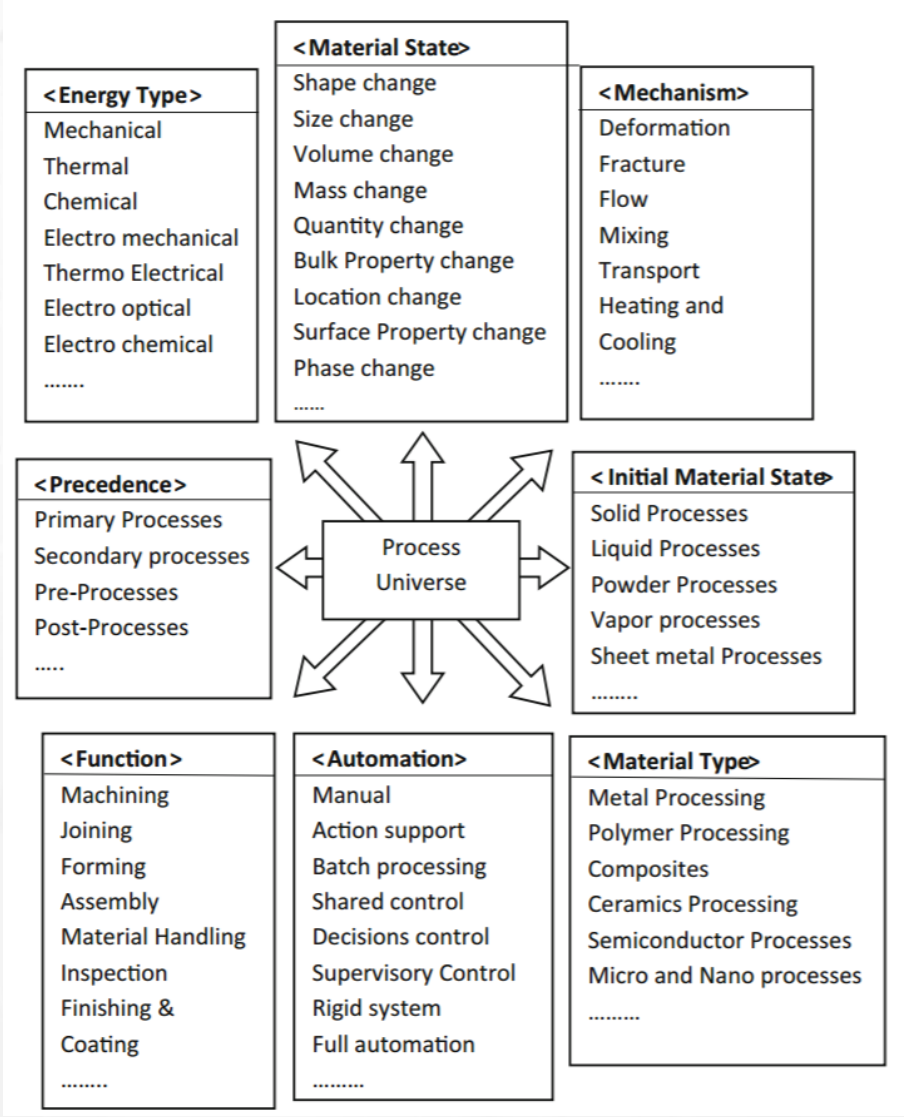 <Material State>
Shape change
Size change
Volume change
Mass change
Quantity change
Bulk Property change
Location change
Surface Property change
Phase change
......
<Energy Type>
Mechanical
Thermal
Chemical
Electro mechanical
Thermo Electrical
Electro optical
Electro chemical
.......
<Mechanism>
Deformation
Fracture
Flow
Mixing
Transport
Heating and
Cooling
.......
<Precedence>
Primary Processes
Secondary processes
Pre-Processes
Post-Processes
.....
Process
Universe
< Initial Material State>
Solid Processes
Liquid Processes
Powder Processes
Vapor processes
Sheet metal Processes
........
<Function>
Machining
Joining
Forming
Assembly
Material Handling
Inspection
Finishing &
Coating
........
<Automation>
Manual
Action support
Batch processing
Shared control
Decisions control
Supervisory Control
Rigid system
Full automation
.........
<Material Type>
Metal Processing
Polymer Processing
Composites
Ceramics Processing
Semiconductor Processes
Micro and Nano processes
.........